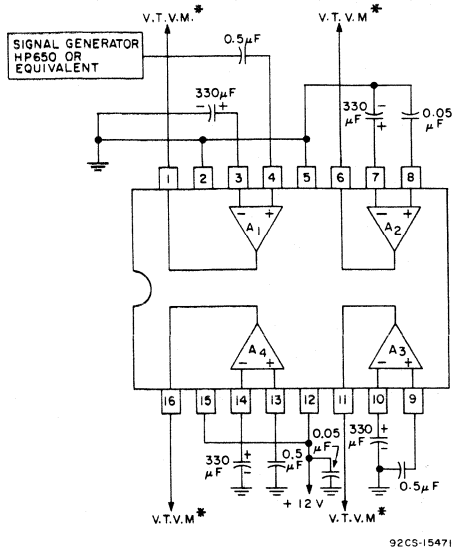 V.T.V.M.*
V.T.V.M*
SIGNAL GENERATOR
HP650 OR
EQUIVALENT
0.5µF
330µF
- +
330
µF
-
+
0.05
µF
1 2 3 4 5 6 7 8
- + - +
A1 A2
A4 A3
- + - +
16 15 14 13 12 11 10 9
330
µF
+
-
0.5
µF
0.05
µF
330
µF
+
-
0.5µF
+ 12 V
V.T.V.M*
V.T.V.M*
92CS-15471